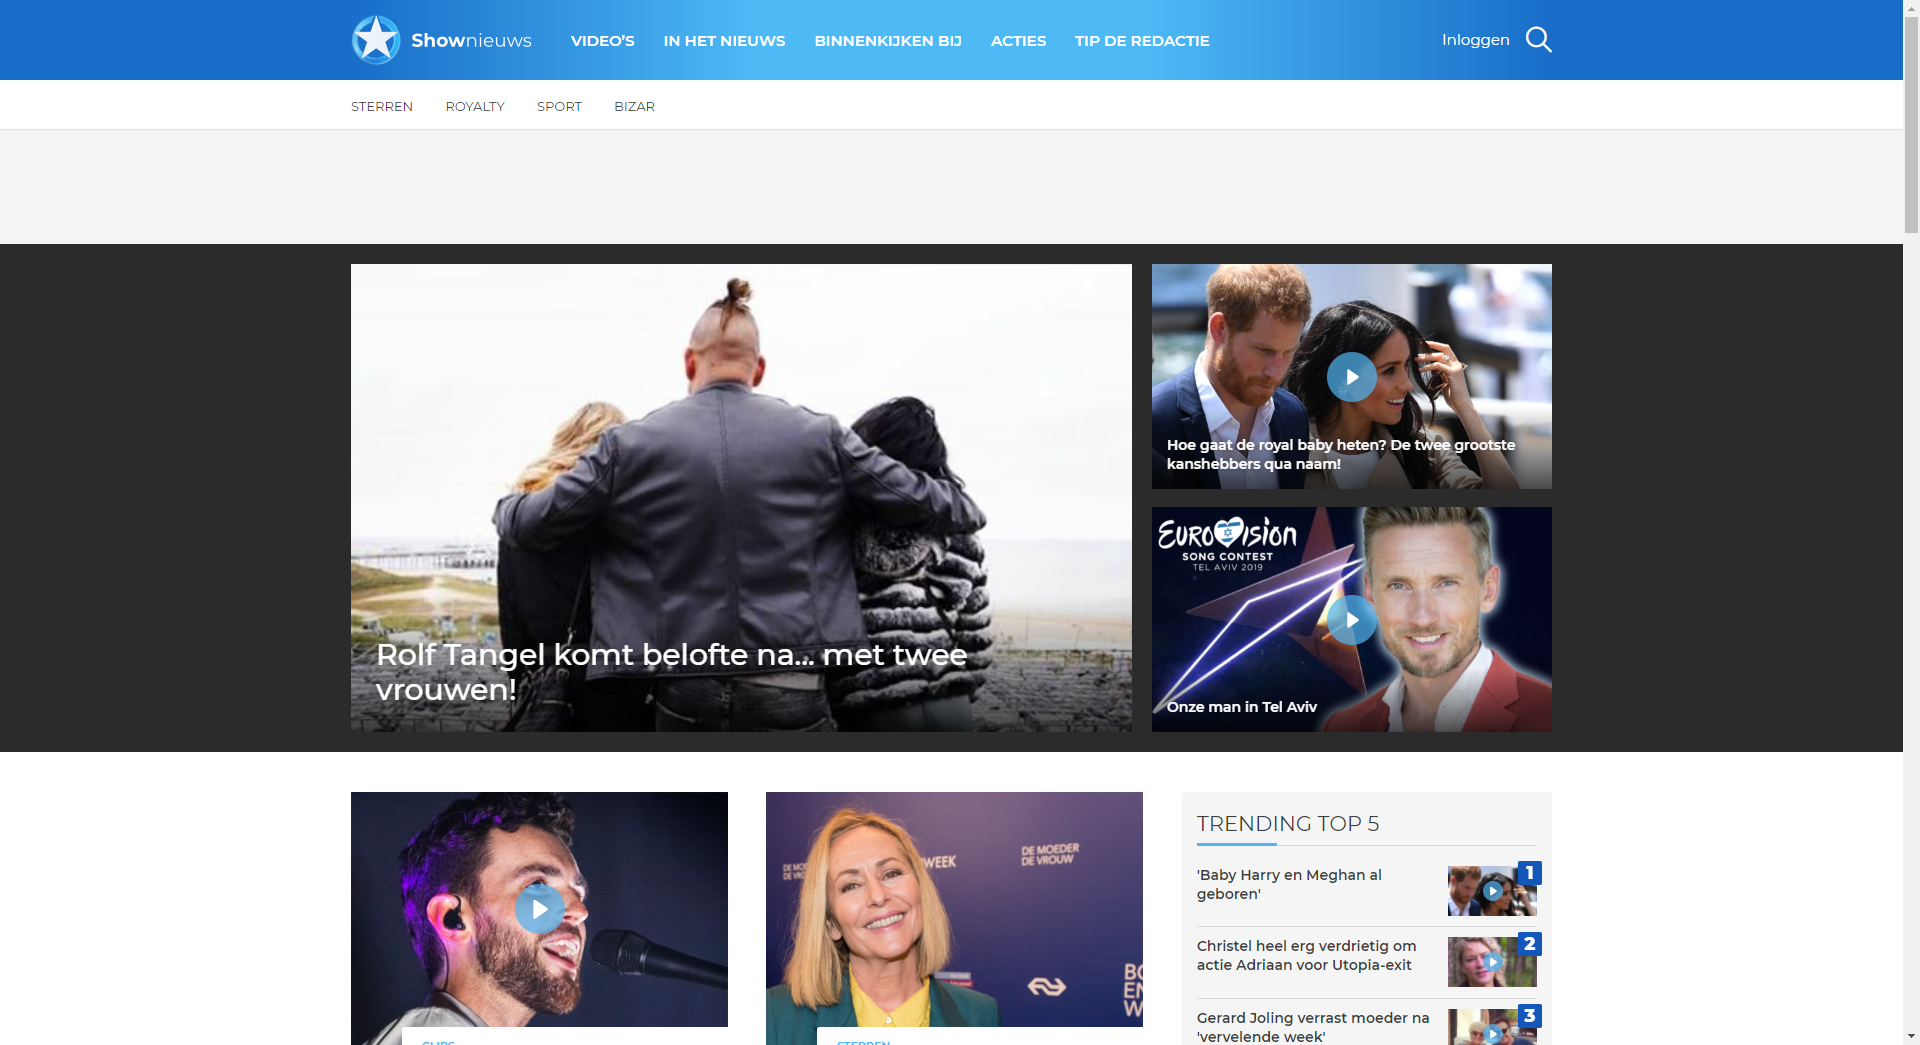 Shownieuws
VIDEO'S
IN HET NIEUWS
BINNENKIJKEN BIJ
ACTIES
TIP DE REDACTIE
Inloggen
STERREN
ROYALTY
SPORT
BIZAR
Rolf Tangel komt belofte na... met twee
vrouwen!
Hoe gaat de royal baby heten? De twee grootste
kanshebbers qua naam!
EUROVISION
SONG CONTEST
TEL AVIV 2019
Onze man in Tel Aviv
WEEK
DE MOEDER
DE VROUW
TRENDING TOP 5
'Baby Harry en Meghan al
geboren'
1
Christel heel erg verdrietig om
actie Adriaan voor Utopia-exit
2
Gerard Joling verrast moeder na
'vervelende week'
3
CLIPS
STERREN